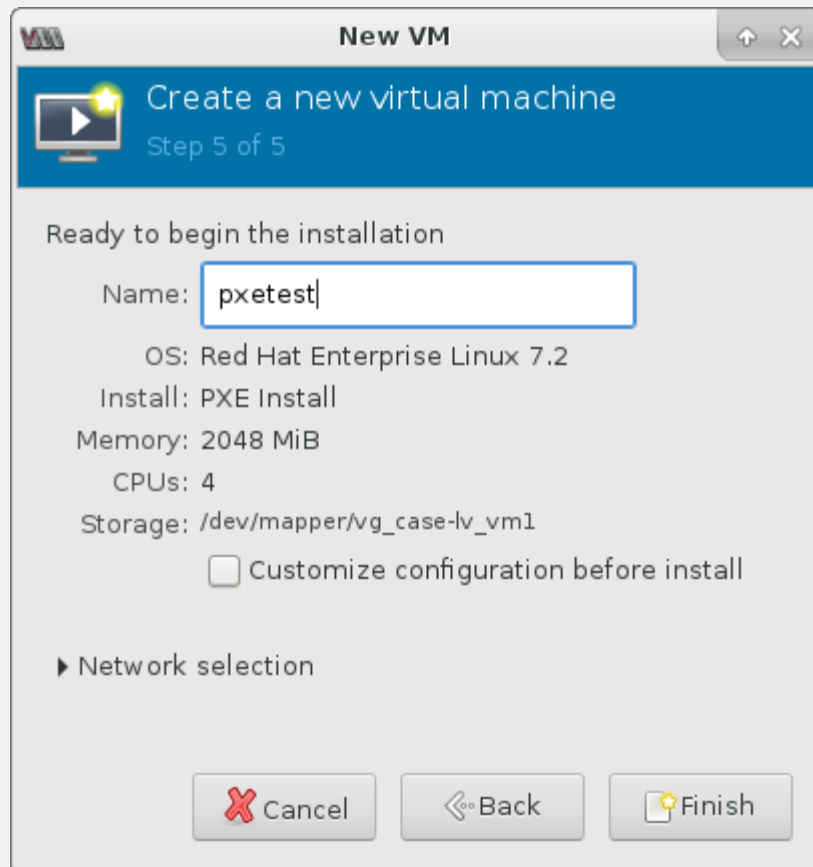 New VM
Create a new virtual machine
Step 5 of 5
Ready to begin the installation
Name: pxetest
OS: Red Hat Enterprise Linux 7.2
Install: PXE Install
Memory: 2048 MiB
CPUs: 4
Storage: /dev/mapper/vg_case-lv_vm1
Customize configuration before install
Network selection
Cancel Back Finish